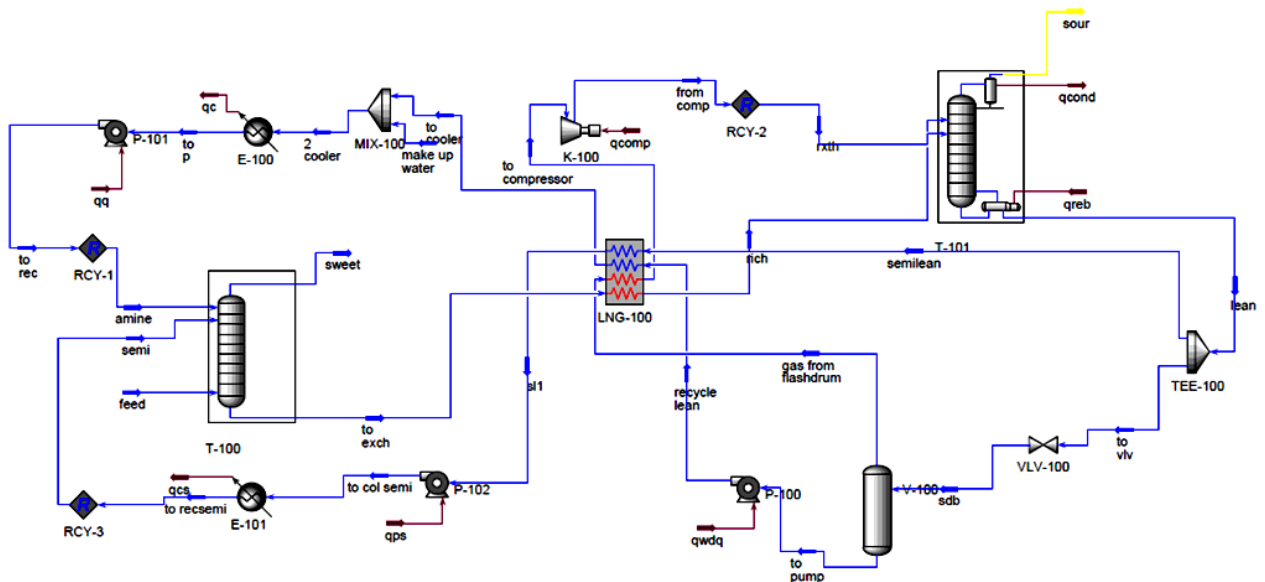 sour
qcond
from
comp
RCY-2
qc
P-101
to
p
E-100
2
cooler
MIX-100
to
cooler
make up
water
K-100
qcomp
to
compressor
rxth
qreb
qq
to
rec
RCY-1
sweet
amine
semi
feed
T-100
to
exch
LNG-100
rich
semilean
T-101
lean
TEE-100
gas from
flashdrum
sl1
recycle
lean
to
vlv
VLV-100
V-100
sdb
P-100
qwdq
to
pump
P-102
to col semi
qps
qcs
to recsemi
E-101
RCY-3